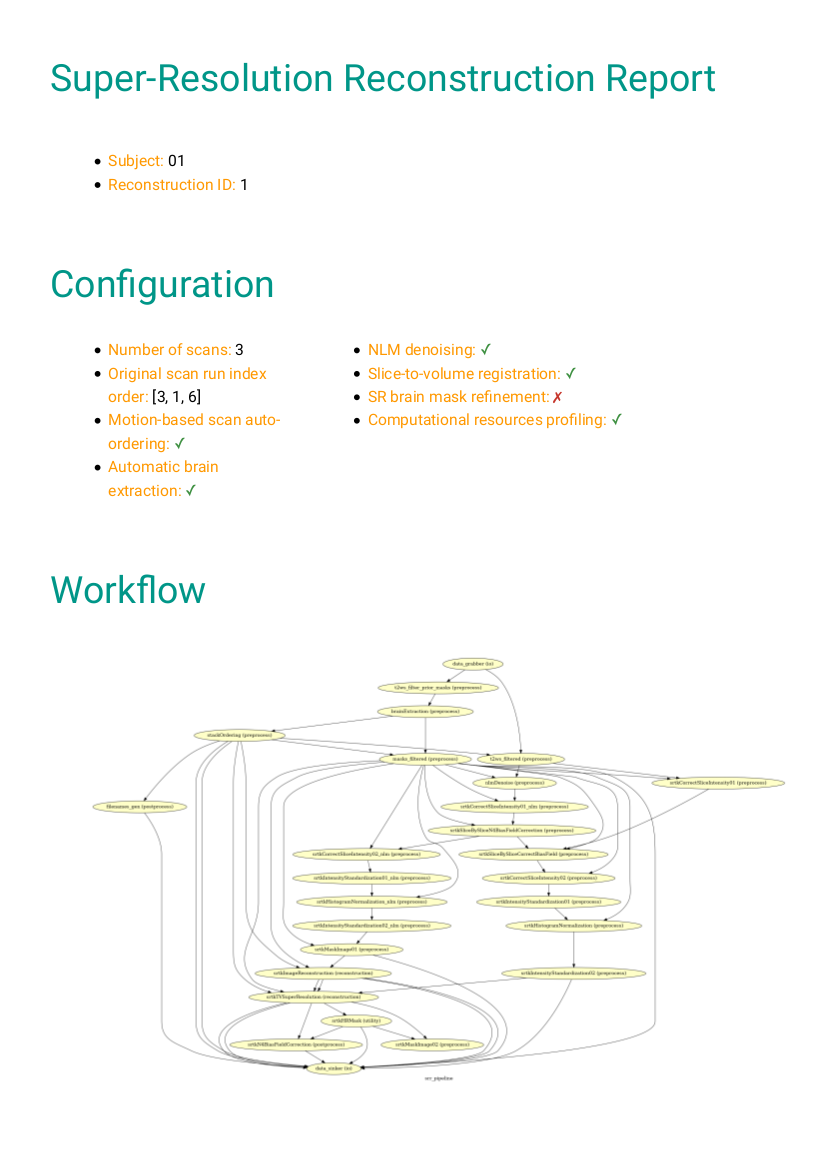 Super-Resolution Reconstruction Report
• Subject: 01
• Reconstruction ID: 1
Configuration
• Number of scans: 3
• Original scan run index
order: [3, 1, 6]
• Motion-based scan auto-
ordering: ✓
• Automatic brain
extraction: ✓
• NLM denoising: ✓
• Slice-to-volume registration: ✓
• SR brain mask refinement: ✗
• Computational resources profiling: ✓
Workflow
data_grabber (io)
t2ws_filter_prior_masks (preprocess)
brainExtraction (preprocess)
stackOrdering (preprocess)
masks_filtered (preprocess)
t2ws_filtered (preprocess)
nlmDenoise (preprocess)
srtkCorrectSliceIntensity01 (preprocess)
filenames_gen (postprocess)
srtkCorrectSliceIntensity01_nlm (preprocess)
srtkSliceBySliceN4BiasFieldCorrection (preprocess)
srtkCorrectSliceIntensity02_nlm (preprocess)
srtkSliceBySliceCorrectBiasField (preprocess)
srtkIntensityStandardization01_nlm (preprocess)
srtkCorrectSliceIntensity02 (preprocess)
srtkHistogramNormalization_nlm (preprocess)
srtkIntensityStandardization01 (preprocess)
srtkIntensityStandardization02_nlm (preprocess)
srtkHistogramNormalization (preprocess)
srtkMaskImage01 (preprocess)
srtkImageReconstruction (reconstruction)
srtkIntensityStandardization02 (preprocess)
srtkTVSuperResolution (reconstruction)
srtkHRMask (utility)
srtkN4BiasFieldCorrection (postprocess)
srtkMaskImage02 (preprocess)
data_sinker (io)
srr_pipeline